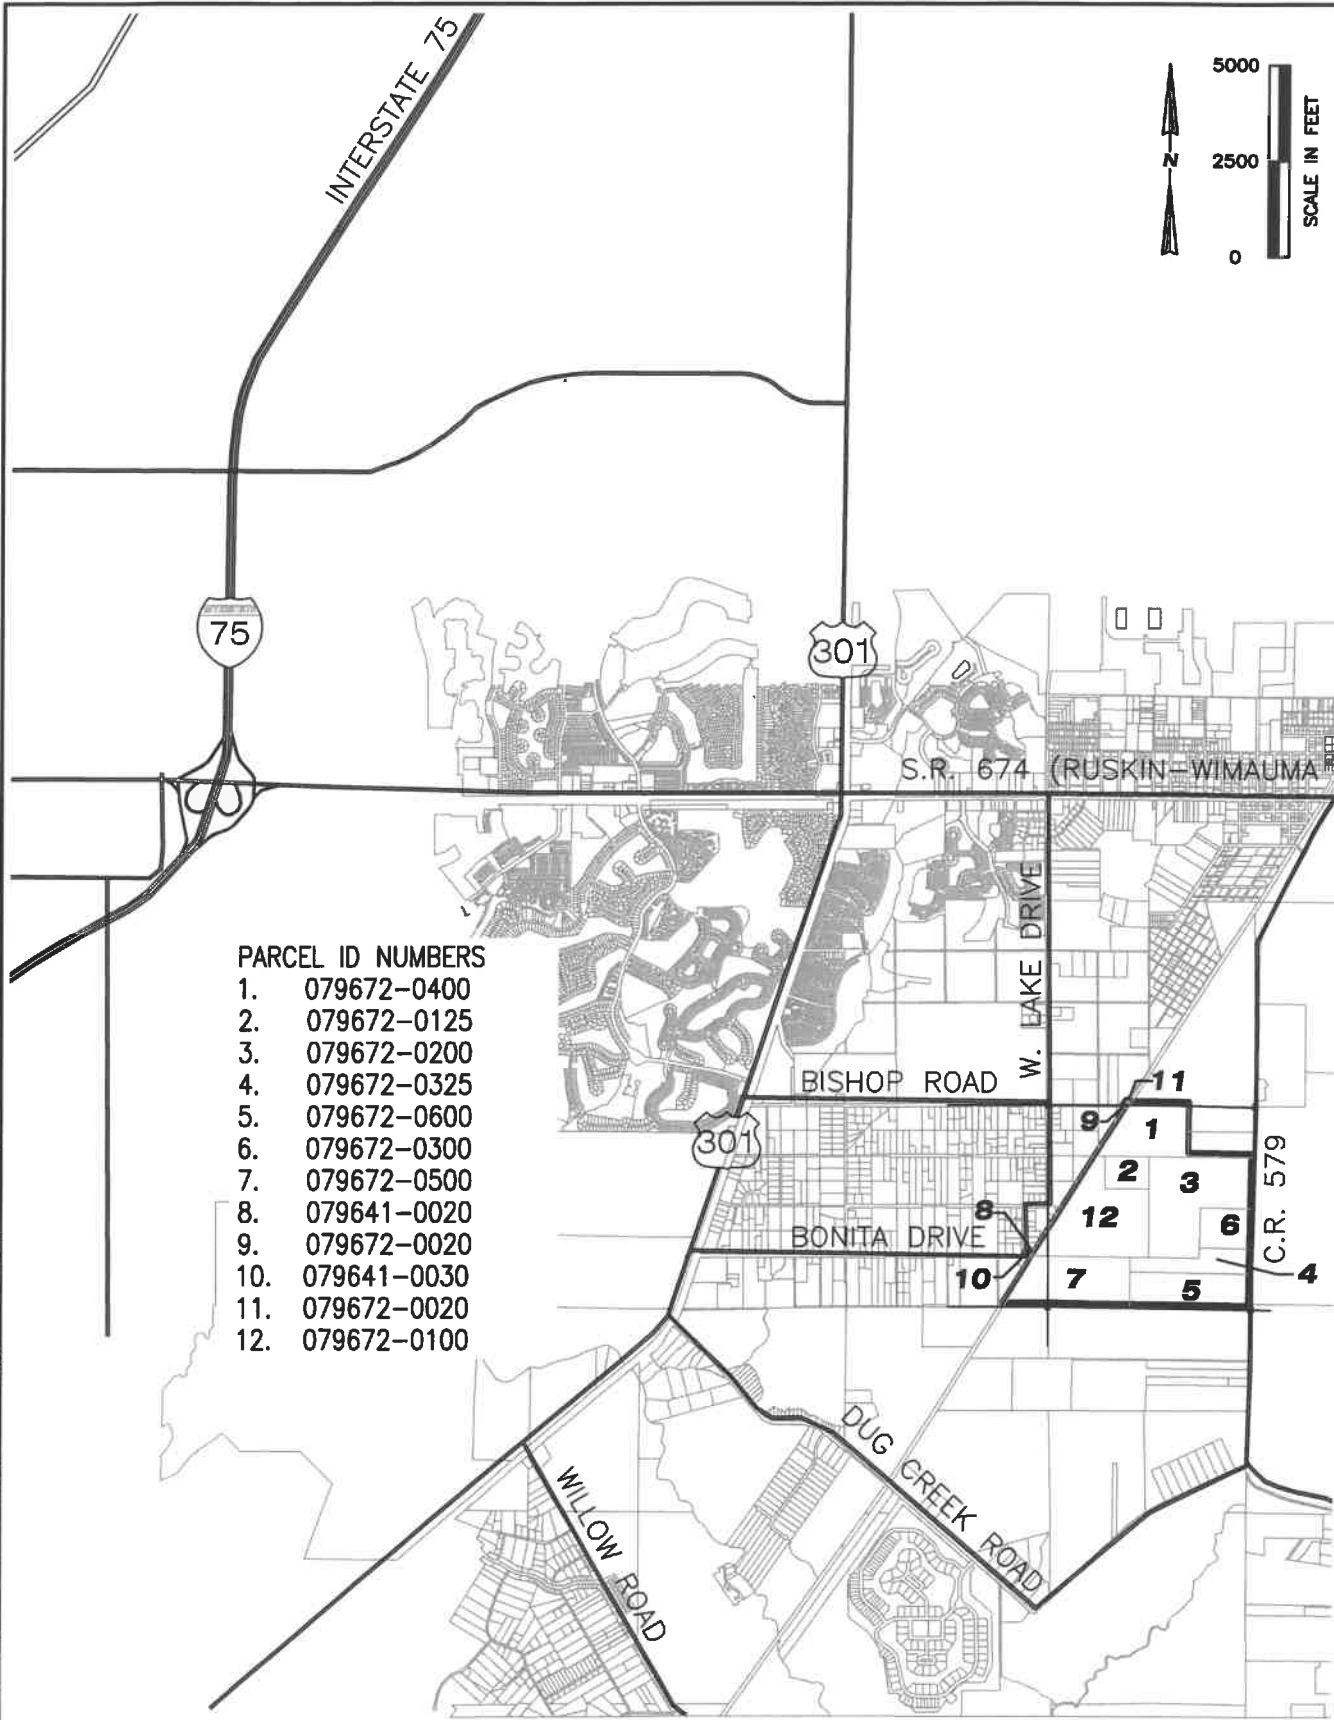 INTERSTATE 75
5000
2500
0
N
SCALE IN FEET
75
301
S.R. 674 (RUSKIN-WIMAUMA
W. LAKE DRIVE
PARCEL ID NUMBERS
1. 079672-0400
2. 079672-0125
3. 079672-0200
4. 079672-0325
5. 079672-0600
6. 079672-0300
7. 079672-0500
8. 079641-0020
9. 079672-0020
10. 079641-0030
11. 079672-0020
12. 079672-0100
BISHOP ROAD
301
BONITA DRIVE
11
9
1
2
3
12
8
6
10
7
5
4
C.R. 579
DUG CREEK ROAD
WILLOW ROAD